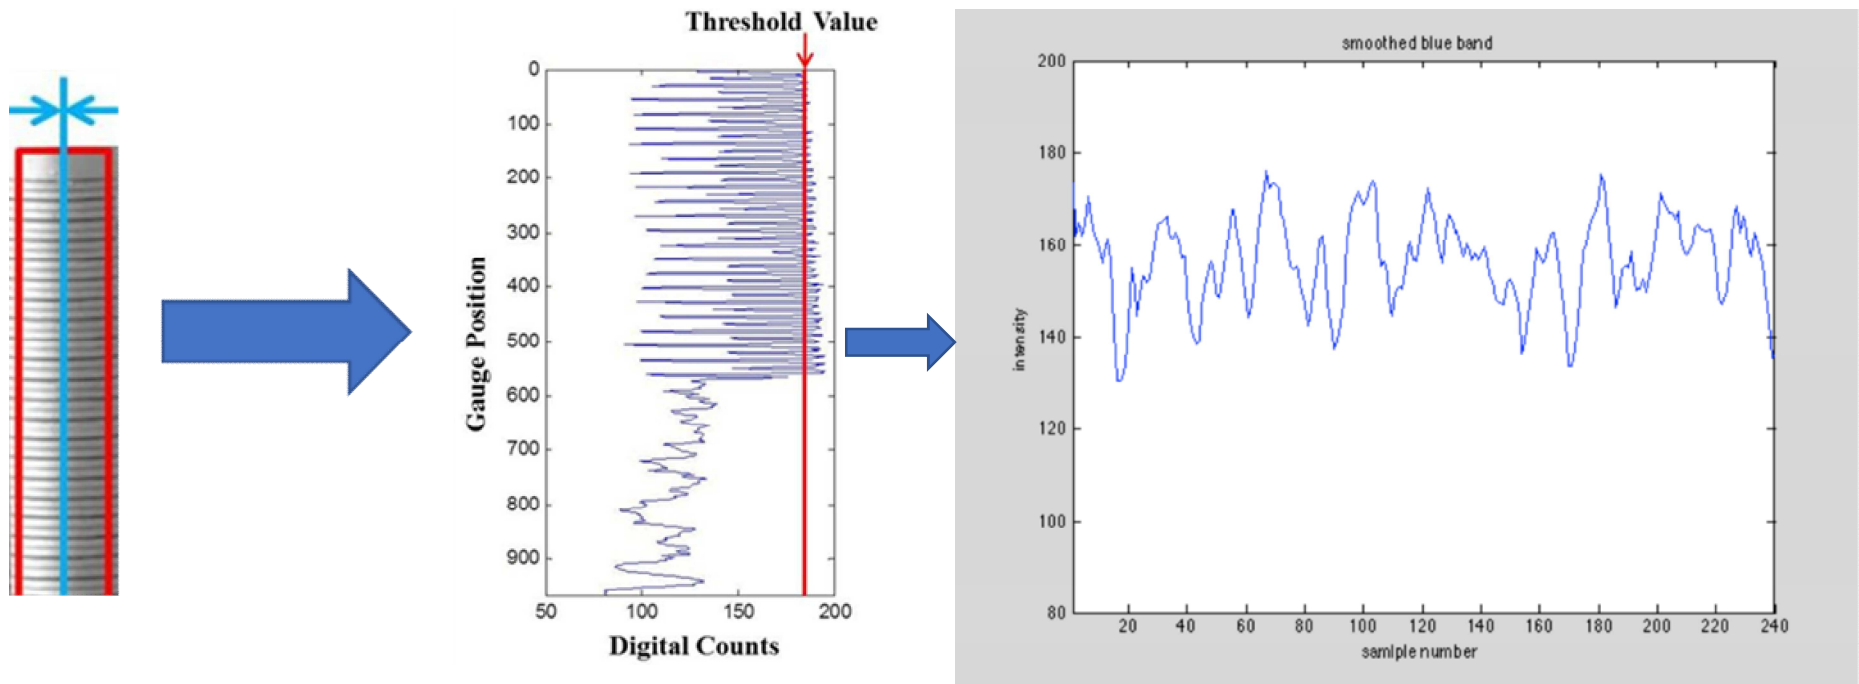 Threshold Value
0
100
200
300
400
500
600
700
800
900
Gauge Position
50 100 150 200
Digital Counts
smoothed blue band
200
180
160
140
120
100
80
intensity
20 40 60 80 100 120 140 160 180 200 220 240
samlple number